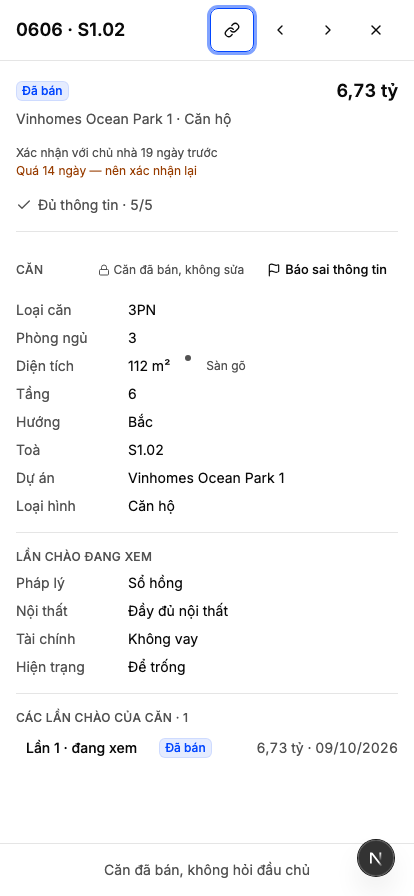 0606 · S1.02
Đã bán
6,73 tỷ
Vinhomes Ocean Park 1 · Căn hộ
Xác nhận với chủ nhà 19 ngày trước
Quá 14 ngày — nên xác nhận lại
Đủ thông tin · 5/5
CĂN
Căn đã bán, không sửa
Báo sai thông tin
Loại căn 3PN
Phòng ngủ 3
Diện tích 112 m² Sàn gỗ
Tầng 6
Hướng Bắc
Toà S1.02
Dự án Vinhomes Ocean Park 1
Loại hình Căn hộ
LẦN CHÀO ĐANG XEM
Pháp lý Sổ hồng
Nội thất Đầy đủ nội thất
Tài chính Không vay
Hiện trạng Để trống
CÁC LẦN CHÀO CỦA CĂN · 1
Lần 1 · đang xem Đã bán 6,73 tỷ · 09/10/2026
Căn đã bán, không hỏi đầu chủ
N